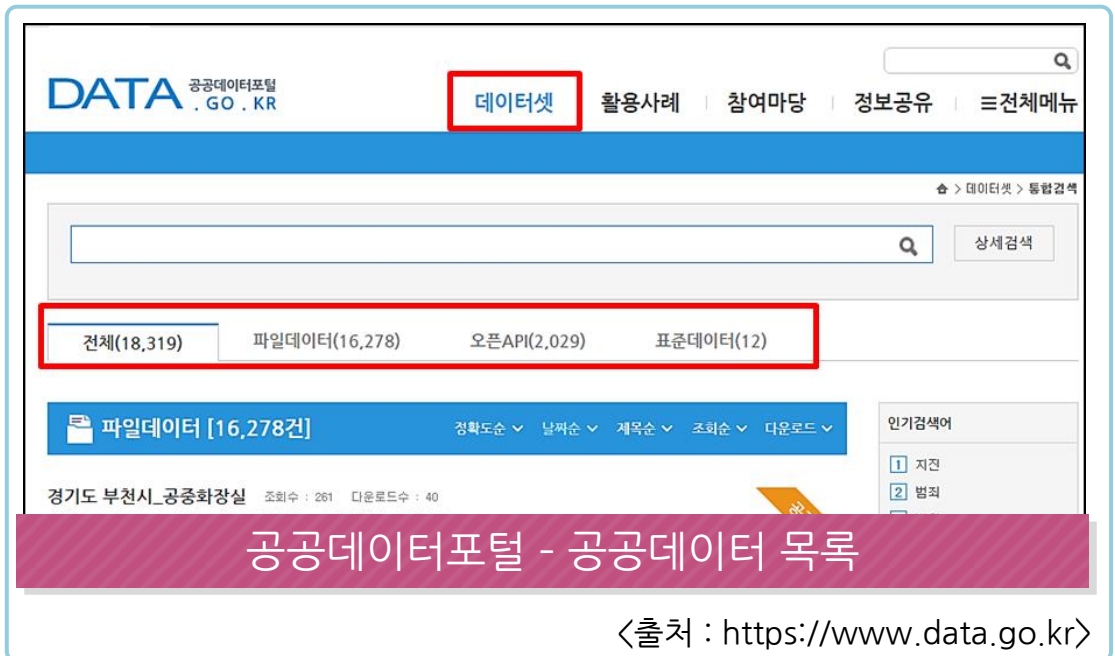 DATA 공공데이터포털
. GO . KR
데이터셋 활용사례 참여마당 정보공유 ☰전체메뉴
> 데이터셋 > 통합검색
상세검색
전체(18,319) 파일데이터(16,278) 오픈API(2,029) 표준데이터(12)
파일데이터 [16,278건] 정확도순 날짜순 제목순 조회순 다운로드
인기검색어
1 지진
2 범죄
경기도 부천시_공중화장실 조회수 : 261 다운로드수 : 40
공공데이터포털 - 공공데이터 목록
<출처 : https://www.data.go.kr>